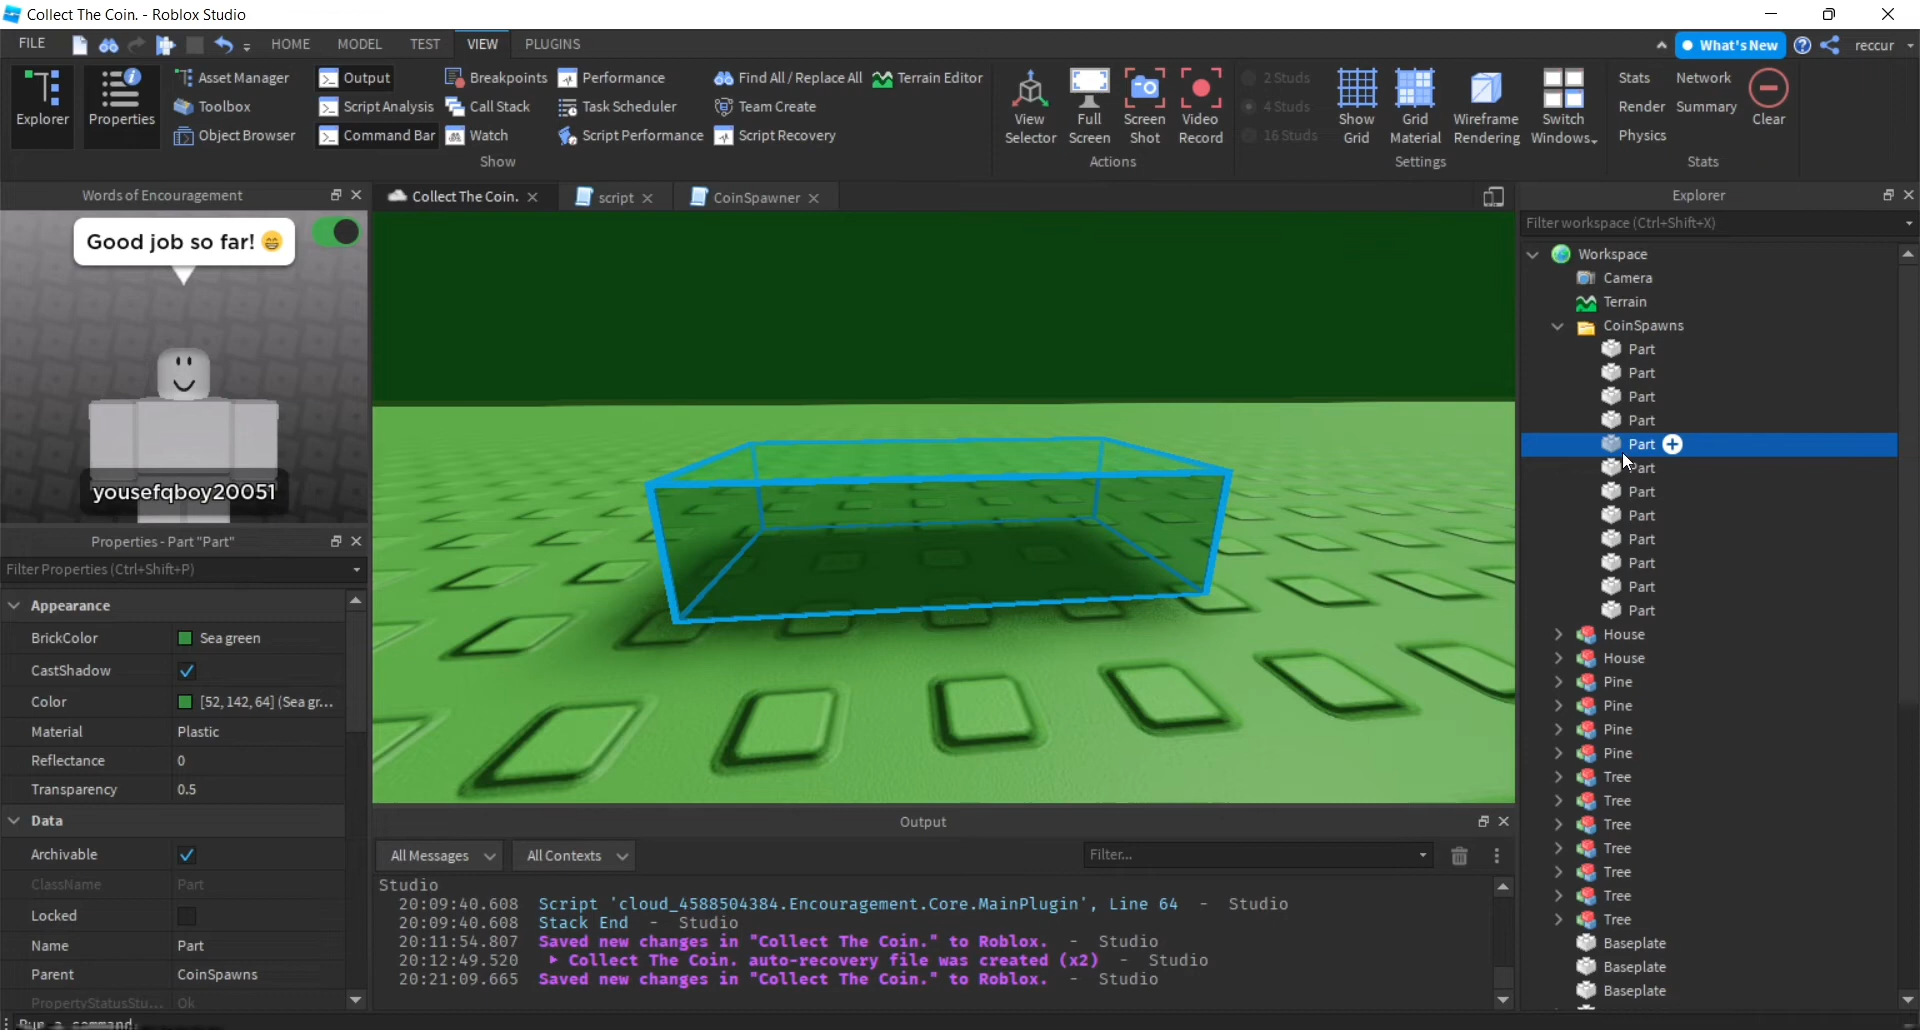 Collect The Coin. - Roblox Studio
FILE HOME MODEL TEST VIEW PLUGINS What's New reccur
Explorer
Properties
Asset Manager
Toolbox
Object Browser
Output
Script Analysis
Command Bar
Breakpoints
Call Stack
Watch
Performance
Task Scheduler
Script Performance
Find All / Replace All
Team Create
Script Recovery
Terrain Editor
Show
View
Selector
Full
Screen
Screen
Shot
Video
Record
Actions
2 Studs
4 Studs
16 Studs
Show
Grid
Grid
Material
Wireframe
Rendering
Switch
Windows
Settings
Stats Network
Render Summary
Physics
Clear
Stats
Words of Encouragement
Good job so far! 😁
yousefqboy20051
Properties - Part "Part"
Filter Properties (Ctrl+Shift+P)
Appearance
BrickColor Sea green
CastShadow
Color [52, 142, 64] (Sea gr...
Material Plastic
Reflectance 0
Transparency 0.5
Data
Archivable
ClassName Part
Locked
Name Part
Parent CoinSpawns
PropertyStatusStu... Ok
Run a command
Collect The Coin. script CoinSpawner
Output
All Messages All Contexts Filter...
Studio
20:09:40.608 Script 'cloud_4588504384.Encouragement.Core.MainPlugin', Line 64 - Studio
20:09:40.608 Stack End - Studio
20:11:54.807 Saved new changes in "Collect The Coin." to Roblox. - Studio
20:12:49.520 Collect The Coin. auto-recovery file was created (x2) - Studio
20:21:09.665 Saved new changes in "Collect The Coin." to Roblox. - Studio
Explorer
Filter workspace (Ctrl+Shift+X)
Workspace
Camera
Terrain
CoinSpawns
Part
Part
Part
Part
Part
Part
Part
Part
Part
Part
Part
Part
House
House
Pine
Pine
Pine
Pine
Tree
Tree
Tree
Tree
Tree
Tree
Tree
Baseplate
Baseplate
Baseplate